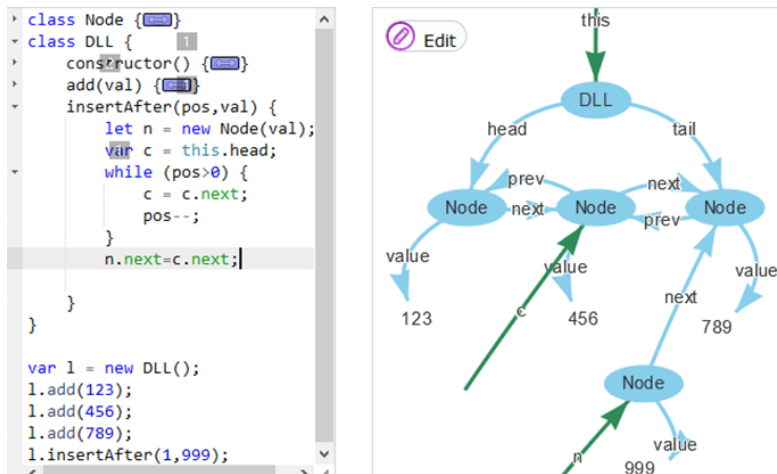 class Node {
class DLL {
1
constructor() {
add(val) {
insertAfter(pos,val) {
let n = new Node(val);
var c = this.head;
while (pos>0) {
c = c.next;
pos--;
}
n.next=c.next;
}
}
var l = new DLL();
l.add(123);
l.add(456);
l.add(789);
l.insertAfter(1,999);
Edit
this
DLL
head
tail
prev
next
Node
next
Node
prev
Node
value
value
value
c
next
123
456
789
Node
n
value
999